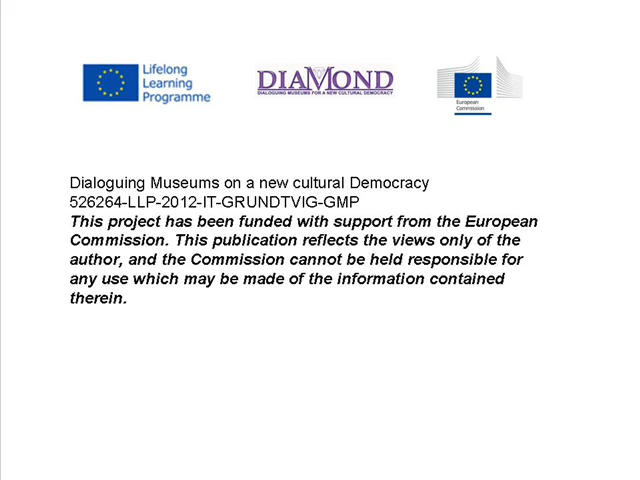 Lifelong
Learning
Programme
DIAMOND
DIALOGUING MUSEUMS FOR A NEW CULTURAL DEMOCRACY
European
Commission
Dialoguing Museums on a new cultural Democracy
526264-LLP-2012-IT-GRUNDTVIG-GMP
This project has been funded with support from the European
Commission. This publication reflects the views only of the
author, and the Commission cannot be held responsible for
any use which may be made of the information contained
therein.